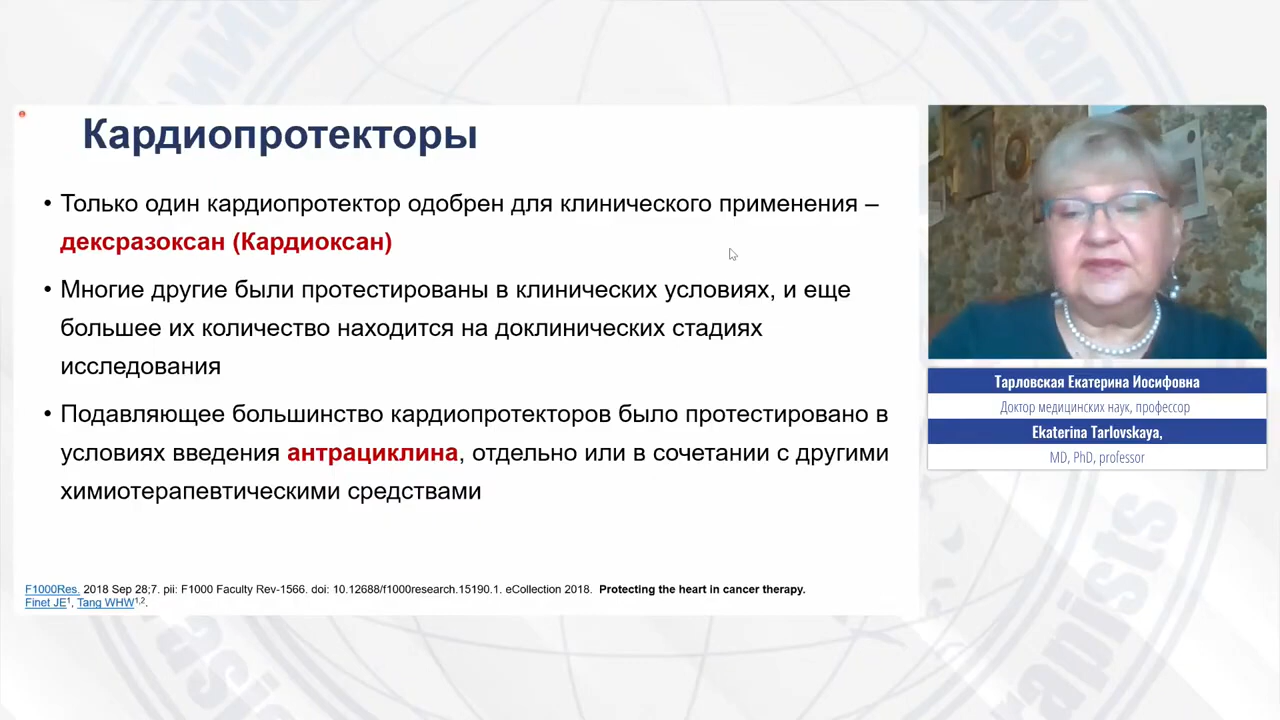 Кардиопротекторы
• Только один кардиопротектор одобрен для клинического применения –
дексразоксан (Кардиоксан)
• Многие другие были протестированы в клинических условиях, и еще
большее их количество находится на доклинических стадиях
исследования
• Подавляющее большинство кардиопротекторов было протестировано в
условиях введения антрациклина, отдельно или в сочетании с другими
химиотерапевтическими средствами
F1000Res. 2018 Sep 28;7. pii: F1000 Faculty Rev-1566. doi: 10.12688/f1000research.15190.1. eCollection 2018. Protecting the heart in cancer therapy.
Finet JE1, Tang WHW1,2.
Тарловская Екатерина Иосифовна
Доктор медицинских наук, профессор
Ekaterina Tarlovskaya,
MD, PhD, professor